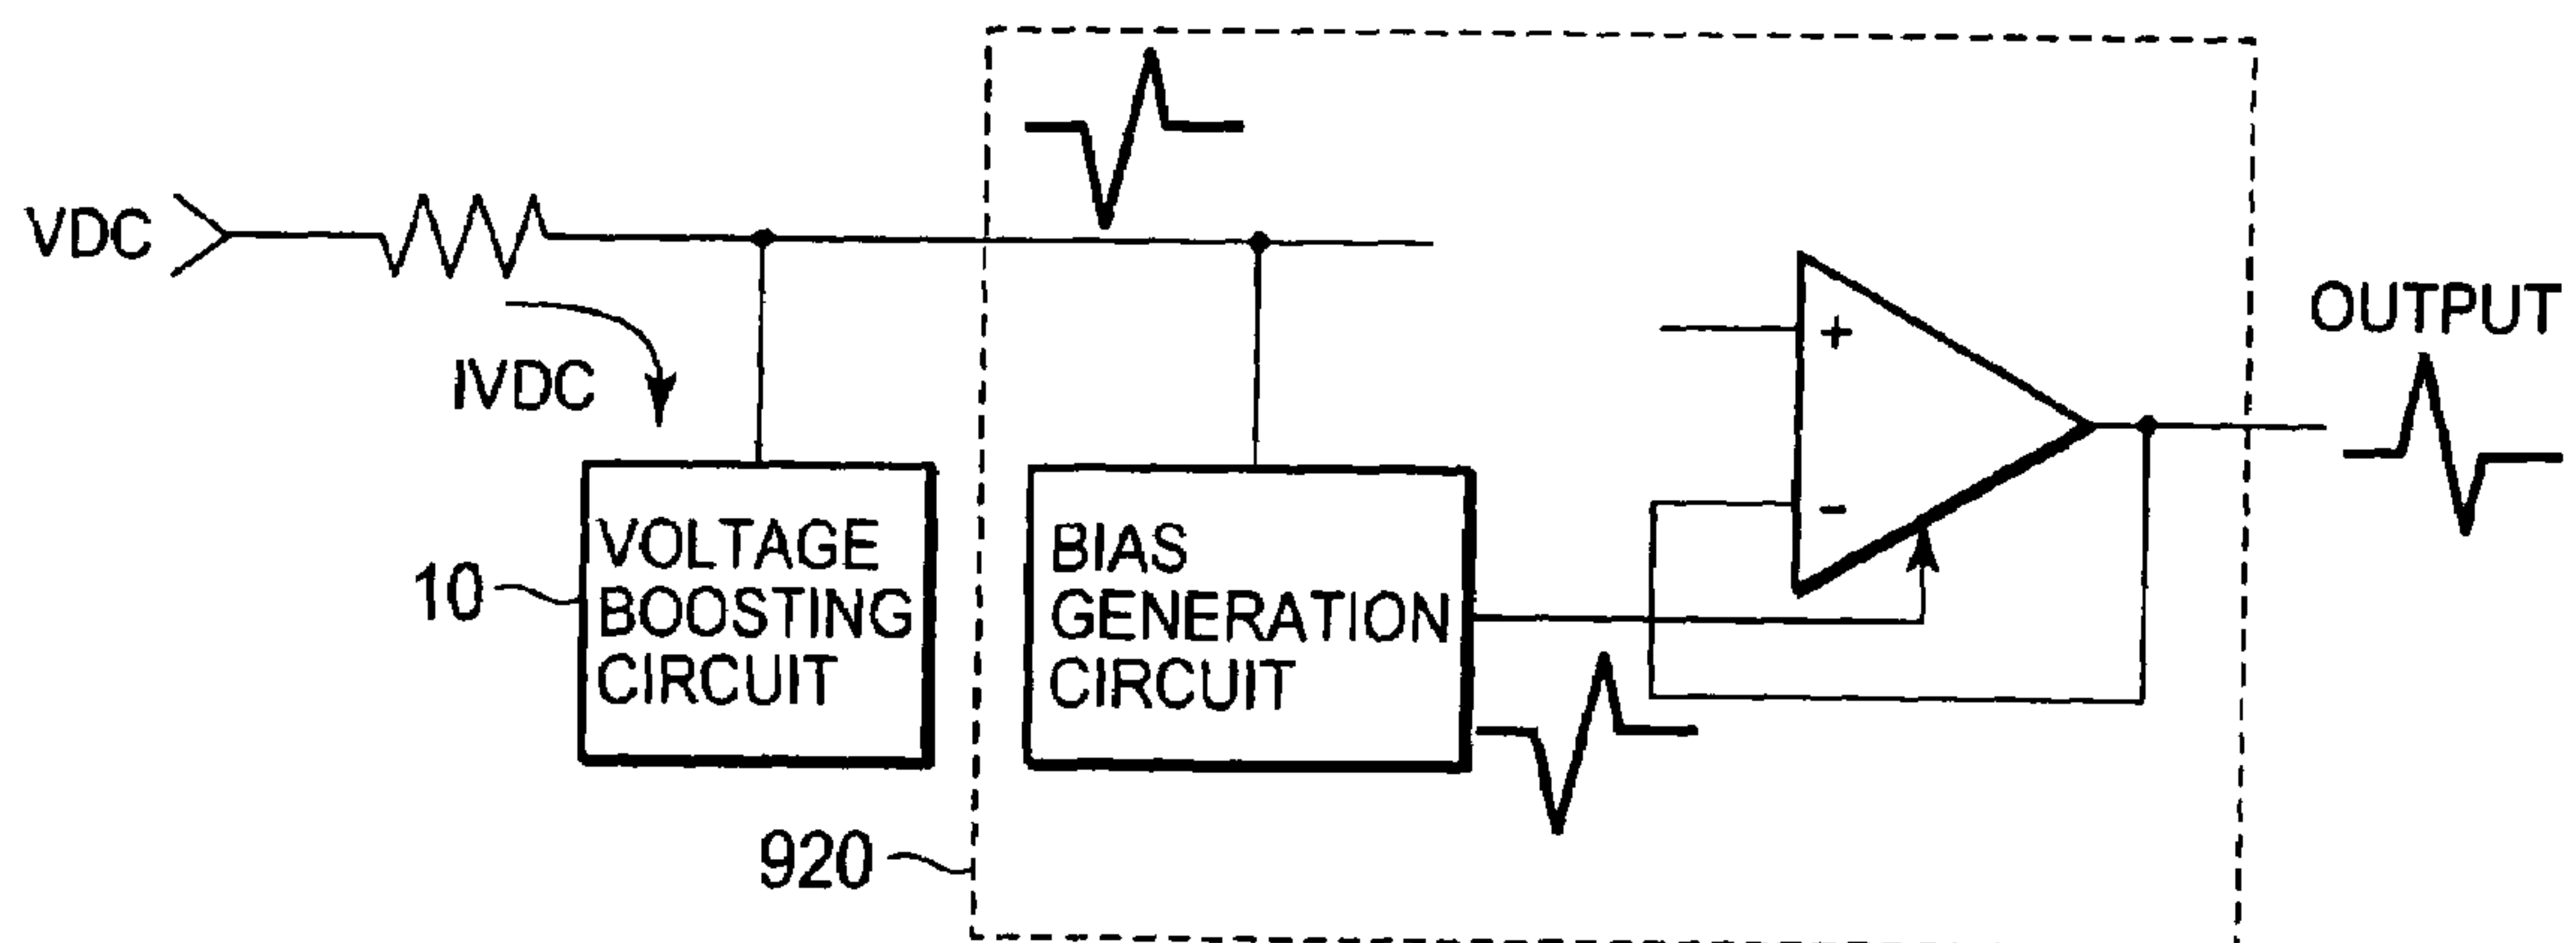 VDC
IVDC
VOLTAGE
BOOSTING
CIRCUIT
10
BIAS
GENERATION
CIRCUIT
920
+
-
OUTPUT